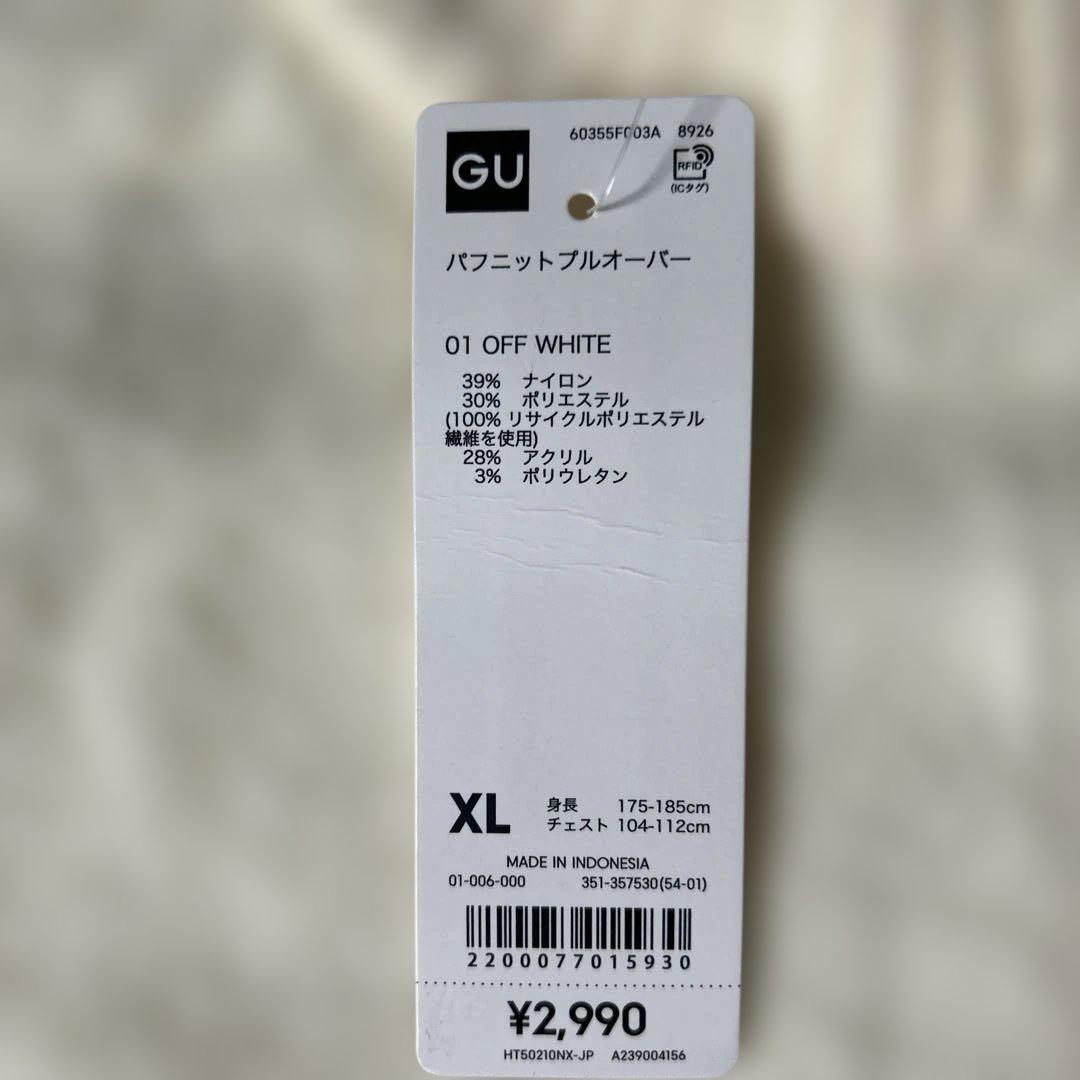 GU
60355F003A 8926
RFID
(ICタグ)
パフニットプルオーバー
01 OFF WHITE
39% ナイロン
30% ポリエステル
(100% リサイクルポリエステル
繊維を使用)
28% アクリル
3% ポリウレタン
XL 身長 175-185cm
チェスト 104-112cm
MADE IN INDONESIA
01-006-000 351-357530(54-01)
2200077015930
¥2,990
HT50210NX-JP A239004156